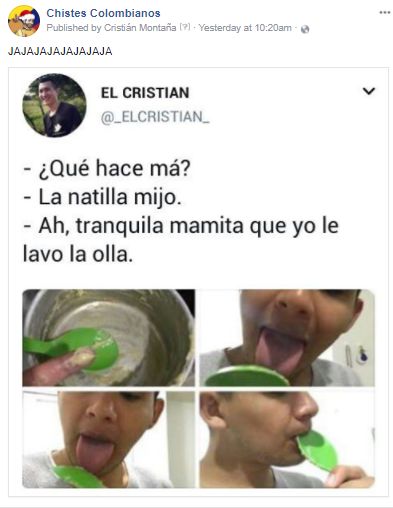 Chistes Colombianos
Published by Cristián Montaña [?] · Yesterday at 10:20am ·
JAJAJAJAJAJAJAJA
EL CRISTIAN
@_ELCRISTIAN_
- ¿Qué hace má?
- La natilla mijo.
- Ah, tranquila mamita que yo le
lavo la olla.